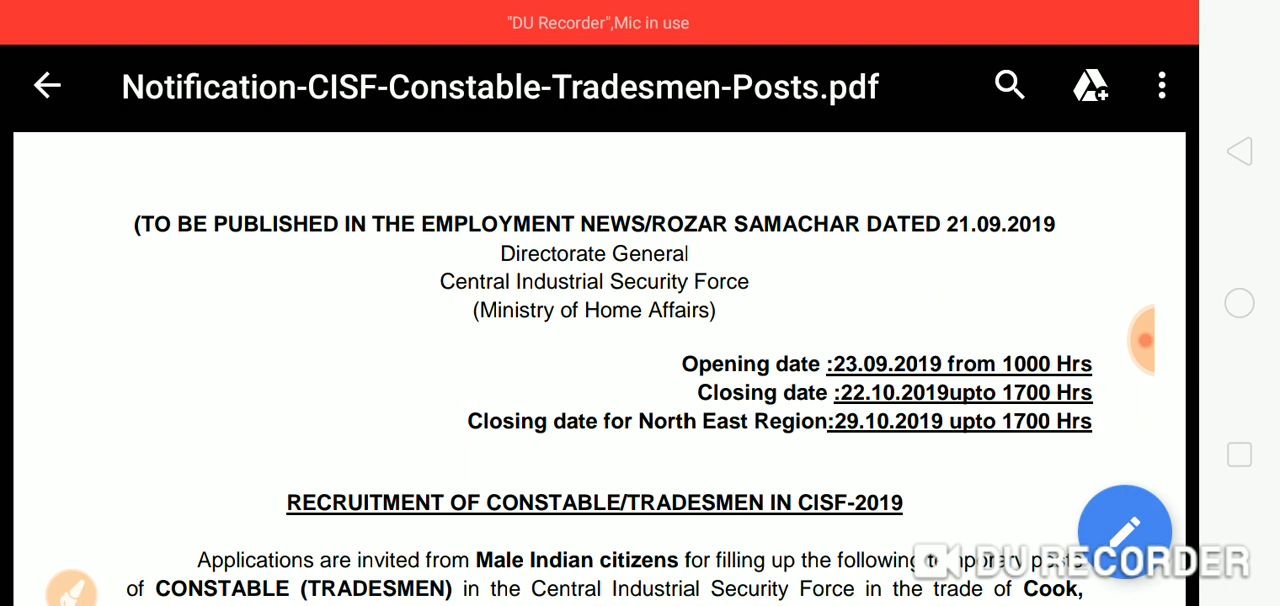 "DU Recorder",Mic in use
Notification-CISF-Constable-Tradesmen-Posts.pdf
(TO BE PUBLISHED IN THE EMPLOYMENT NEWS/ROZAR SAMACHAR DATED 21.09.2019
Directorate General
Central Industrial Security Force
(Ministry of Home Affairs)
Opening date :23.09.2019 from 1000 Hrs
Closing date :22.10.2019upto 1700 Hrs
Closing date for North East Region:29.10.2019 upto 1700 Hrs
RECRUITMENT OF CONSTABLE/TRADESMEN IN CISF-2019
Applications are invited from Male Indian citizens for filling up the following
DU RECORDER
of CONSTABLE (TRADESMEN) in the Central Industrial Security Force in the trade of Cook,